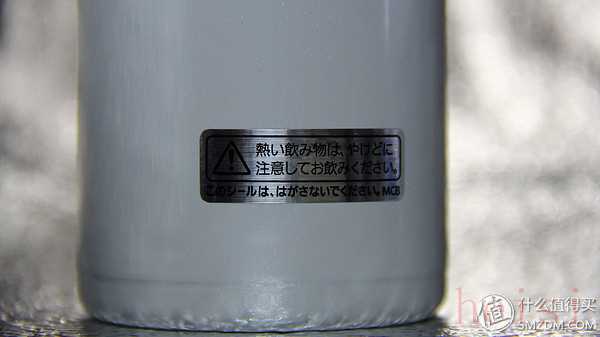 熱い飲み物は、やけどに
注意してお飲みください。
このシールは、はがさないでください。MCB
值 什么值得买
SMZDM.COM